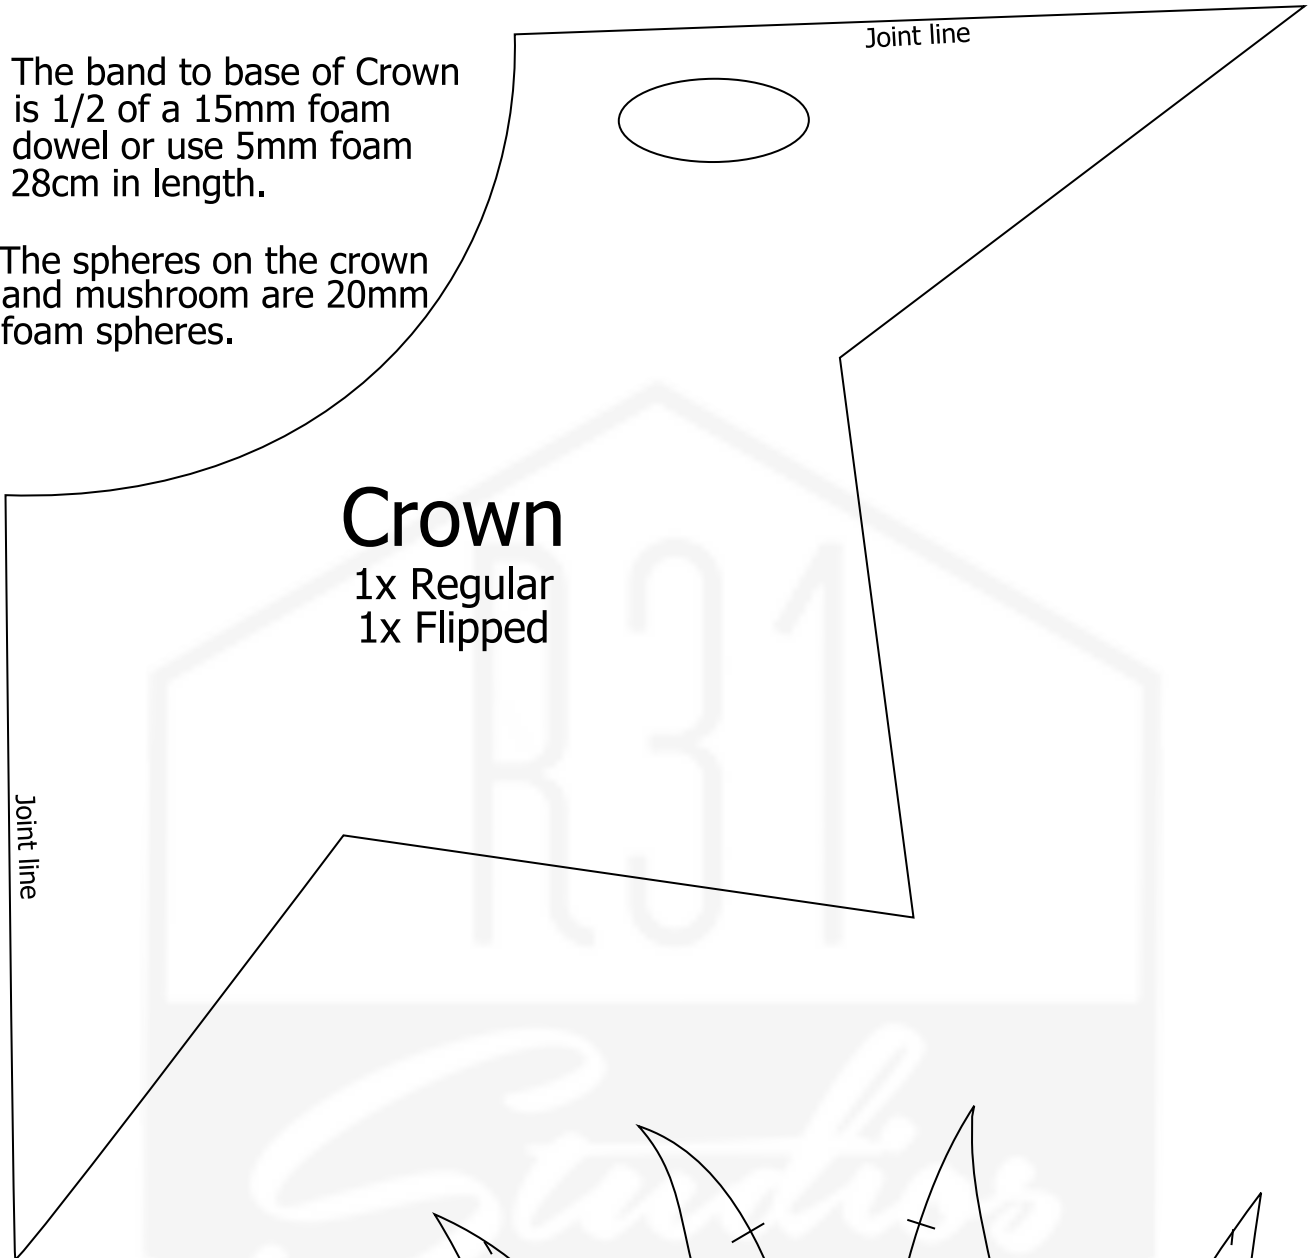 Joint line
The band to base of Crown
is 1/2 of a 15mm foam
dowel or use 5mm foam
28cm in length.
The spheres on the crown
and mushroom are 20mm
foam spheres.
Crown
1x Regular
1x Flipped
Joint line
R31
Studios